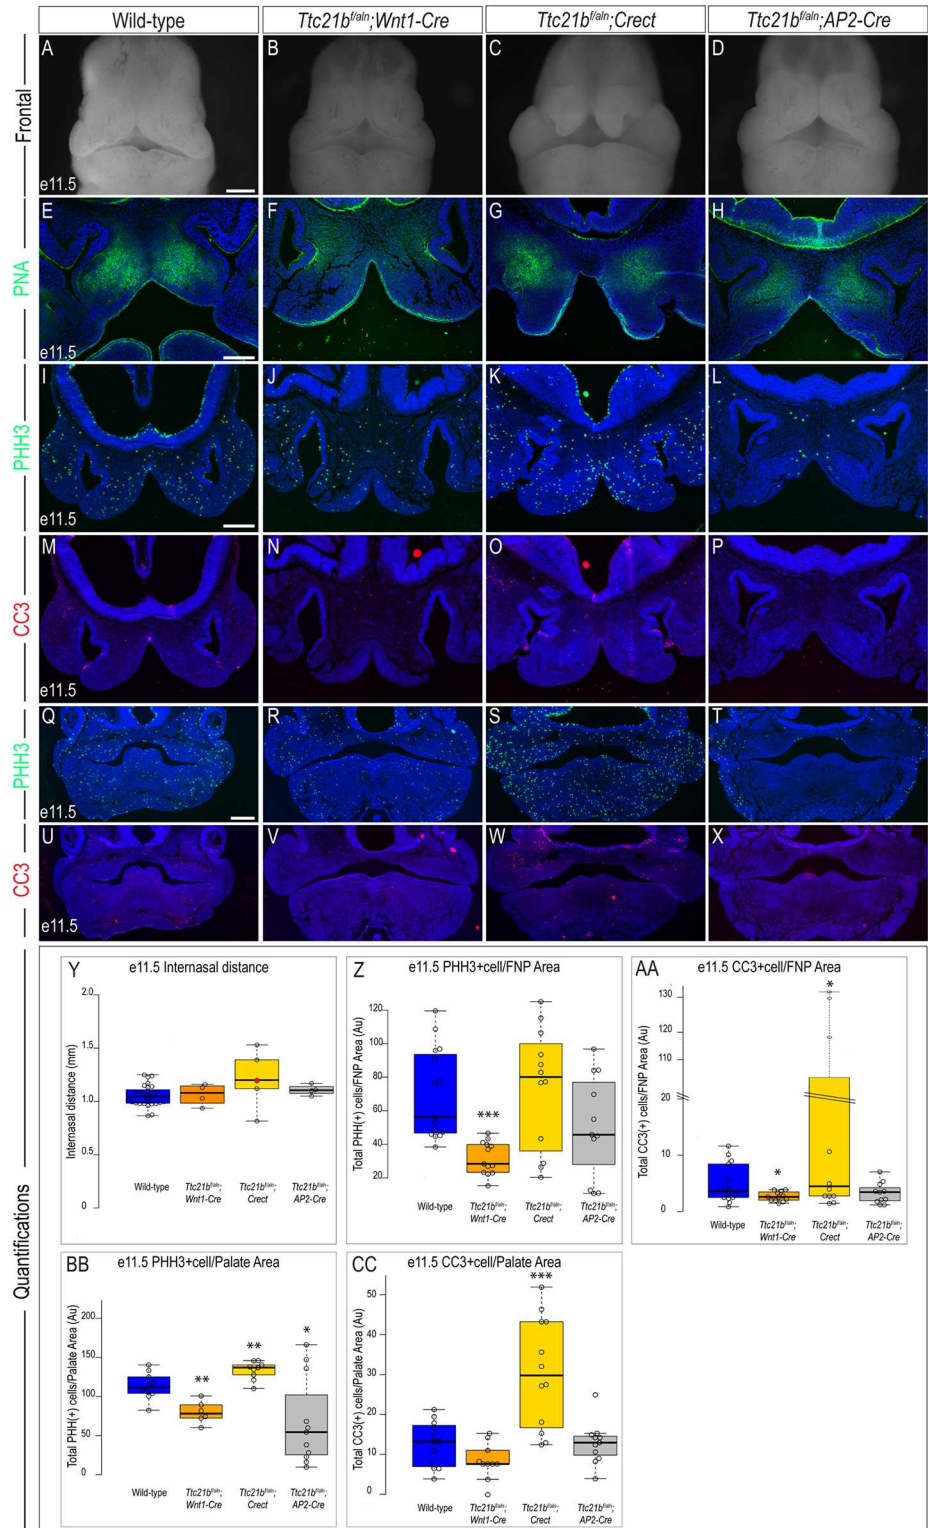 Wild-type Ttc21b^f/aln;Wnt1-Cre Ttc21b^f/aln;Crect Ttc21b^f/aln;AP2-Cre
Frontal
A B C D
e11.5
PNA
E F G H
e11.5
PHH3
I J K L
e11.5
CC3
M N O P
e11.5
PHH3
Q R S T
e11.5
CC3
U V W X
e11.5
Quantifications
Y e11.5 Internasal distance
Internasal distance (mm)
2.0
1.5
1.0
0.5
0
Wild-type Ttc21b^f/aln; Ttc21b^f/aln; Ttc21b^f/aln;
Wnt1-Cre Crect AP2-Cre
Z e11.5 PHH3+cell/FNP Area
Total PHH(+) cells/FNP Area (Au)
120
100
80
60
40
20
***
Wild-type Ttc21b^f/aln; Ttc21b^f/aln; Ttc21b^f/aln;
Wnt1-Cre Crect AP2-Cre
AA e11.5 CC3+cell/FNP Area
Total CC3(+) cells/FNP Area (Au)
130
110
20
10
0
* *
Wild-type Ttc21b^f/aln; Ttc21b^f/aln; Ttc21b^f/aln;
Wnt1-Cre Crect AP2-Cre
BB e11.5 PHH3+cell/Palate Area
Total PHH(+) cells/Palate Area (Au)
200
150
100
50
0
** ** *
Wild-type Ttc21b^f/aln; Ttc21b^f/aln; Ttc21b^f/aln;
Wnt1-Cre Crect AP2-Cre
CC e11.5 CC3+cell/Palate Area
Total CC3(+) cells/Palate Area (Au)
50
40
30
20
10
0
***
Wild-type Ttc21b^f/aln; Ttc21b^f/aln; Ttc21b^f/aln;
Wnt1-Cre Crect AP2-Cre